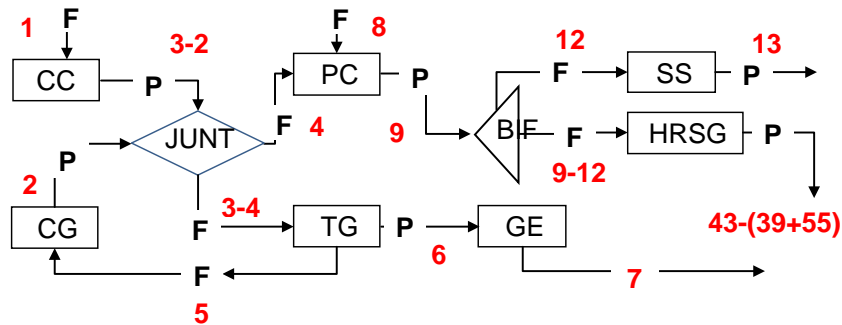 1 F 3-2 8 F 12 13
CC P PC P F SS P
JUNT F 4 9 BIF F HRSG P
P 9-12
2 3-4 43-(39+55)
CG F TG P GE
6
F 7
5